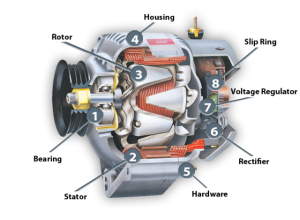 Housing
Rotor
Slip Ring
4
3
8
Voltage Regulator
7
1
6
Bearing
2
Rectifier
Stator
5
Hardware